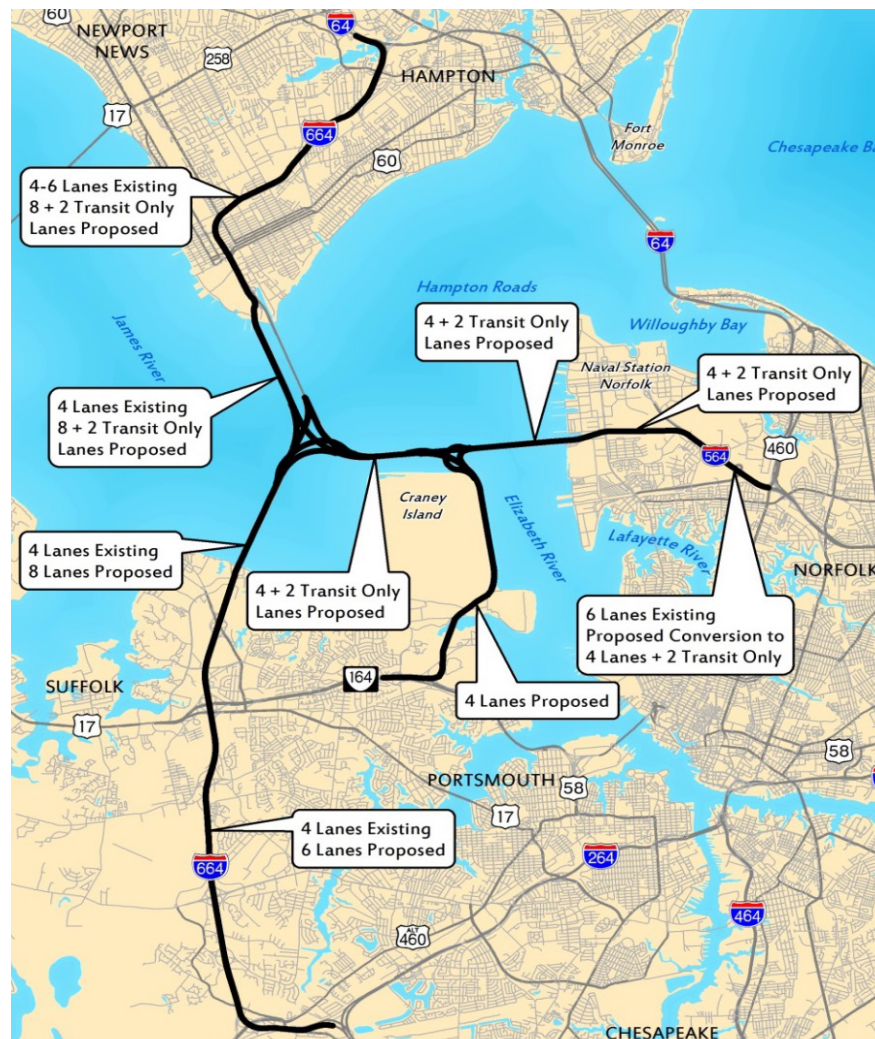 60
64
NEWPORT
NEWS
258
HAMPTON
17
664
Fort
Monroe
Chesapeake Ba
60
4-6 Lanes Existing
8 + 2 Transit Only
Lanes Proposed
64
Hampton Roads
James River
4 + 2 Transit Only
Lanes Proposed
Willoughby Bay
Naval Station
Norfolk
4 + 2 Transit Only
Lanes Proposed
4 Lanes Existing
8 + 2 Transit Only
Lanes Proposed
564
460
Craney
Island
Elizabeth River
Lafayette River
4 Lanes Existing
8 Lanes Proposed
NORFOLK
4 + 2 Transit Only
Lanes Proposed
6 Lanes Existing
Proposed Conversion to
4 Lanes + 2 Transit Only
164
SUFFOLK
4 Lanes Proposed
17
58
PORTSMOUTH
58
17
4 Lanes Existing
6 Lanes Proposed
664
264
464
ALT
460
CHESAPEAKE